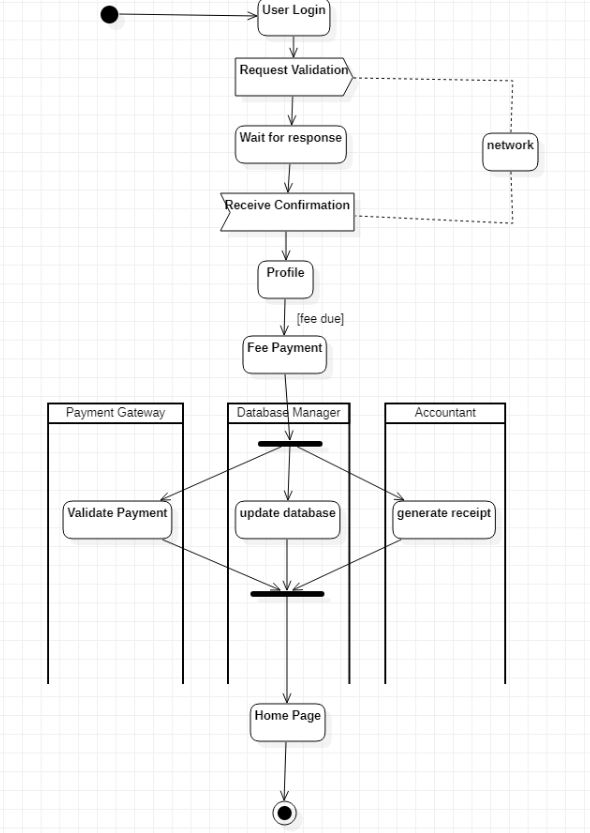 User Login
Request Validation
Wait for response
network
Receive Confirmation
Profile
[fee due]
Fee Payment
Payment Gateway
Database Manager
Accountant
Validate Payment
update database
generate receipt
Home Page